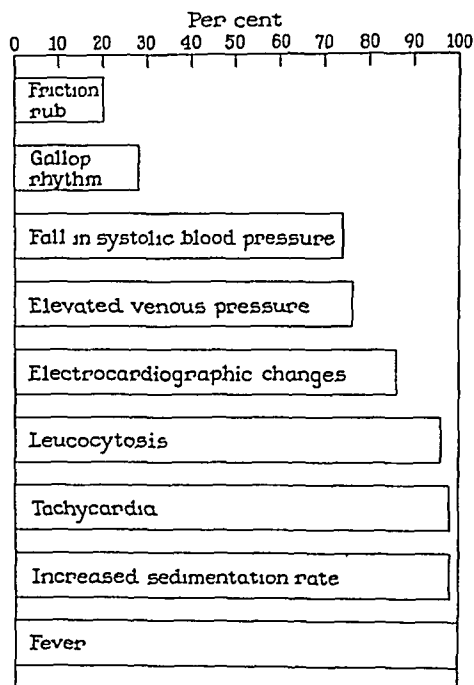 Per cent
0 10 20 30 40 50 60 70 80 90 100
Friction
rub
Gallop
rhythm
Fall in systolic blood pressure
Elevated venous pressure
Electrocardiographic changes
Leucocytosis
Tachycardia
Increased sedimentation rate
Fever